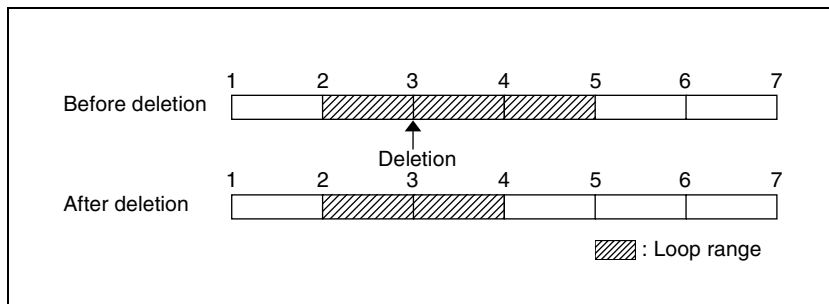 1 2 3 4 5 6 7
Before deletion
Deletion
1 2 3 4 5 6 7
After deletion
: Loop range